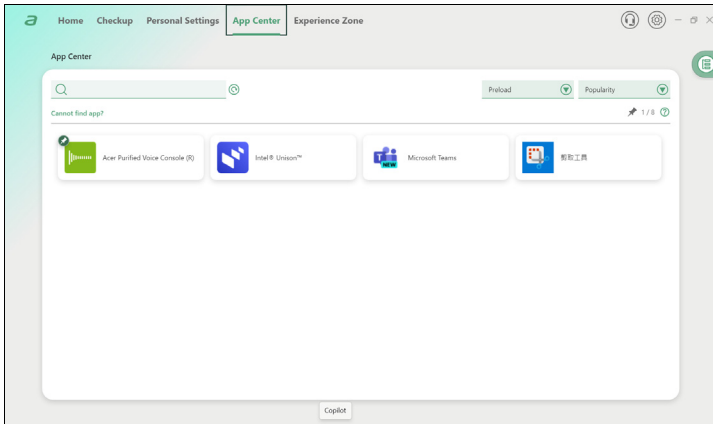 a Home Checkup Personal Settings App Center Experience Zone
App Center
Preload Popularity
Cannot find app? 1 / 8
Acer Purified Voice Console (R) Intel® Unison™ NEW Microsoft Teams 剪取工具
Copilot